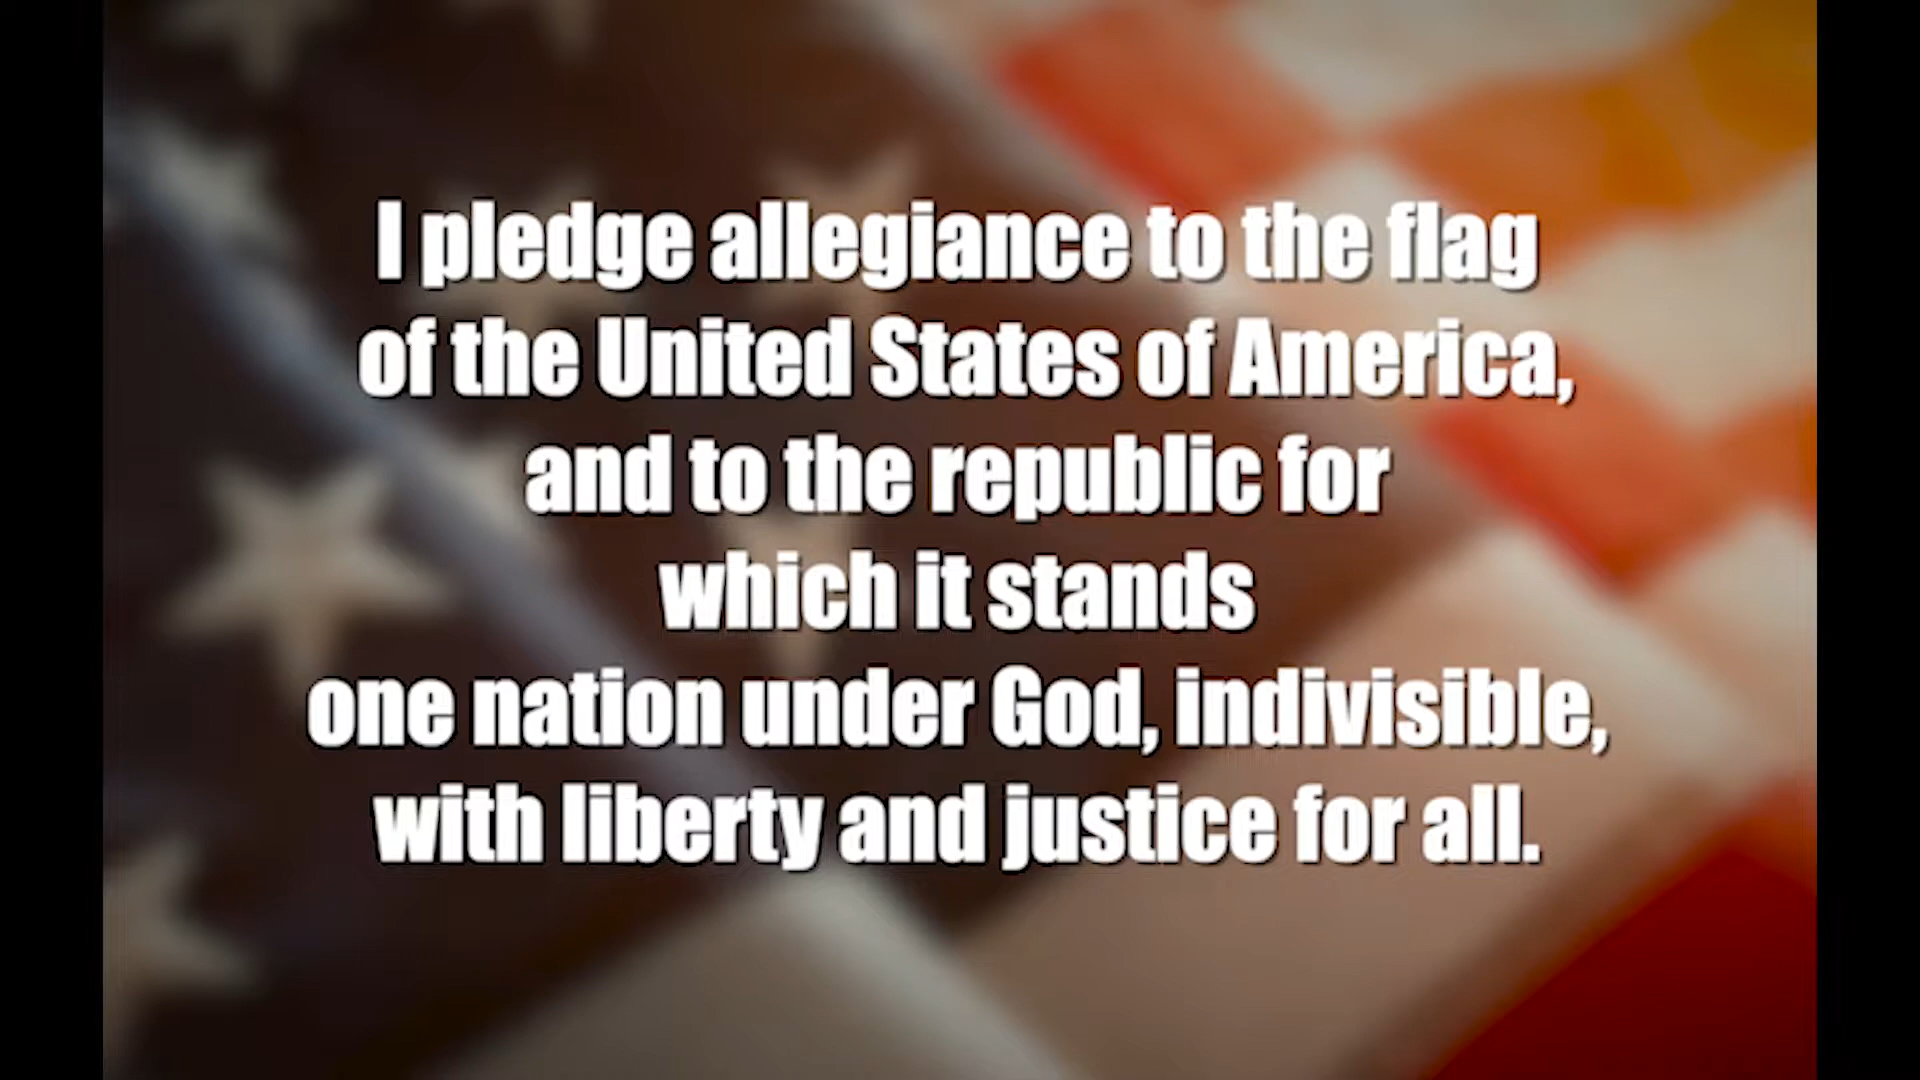 I pledge allegiance to the flag
of the United States of America,
and to the republic for
which it stands
one nation under God, indivisible,
with liberty and justice for all.